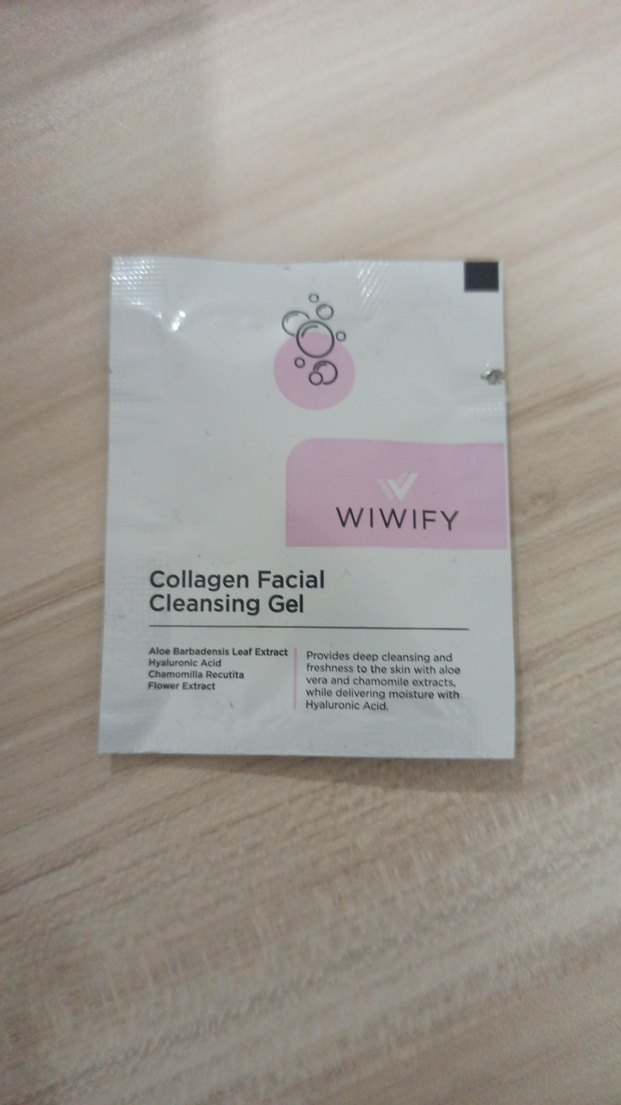 WIWIFY
Collagen Facial
Cleansing Gel
Aloe Barbadensis Leaf Extract
Hyaluronic Acid
Chamomilla Recutita
Flower Extract
Provides deep cleansing and
freshness to the skin with aloe
vera and chamomile extracts,
while delivering moisture with
Hyaluronic Acid.